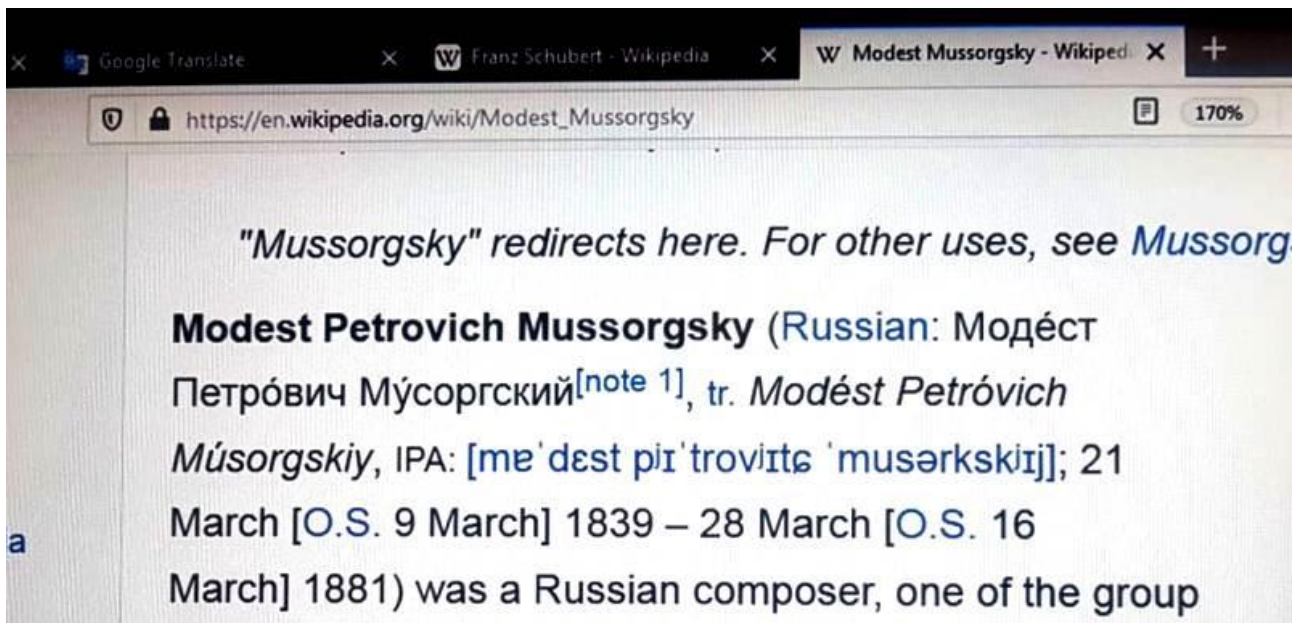 Google Translate Franz Schubert - Wikipedia Modest Mussorgsky - Wikiped
https://en.wikipedia.org/wiki/Modest_Mussorgsky 170%
"Mussorgsky" redirects here. For other uses, see Mussorg
Modest Petrovich Mussorgsky (Russian: Моде́ст
Петро́вич Му́соргский[note 1], tr. Modést Petróvich
Músorgskiy, IPA: [mɐˈdɛst pʲɪˈtrovʲɪtɕ ˈmusərkskʲɪj]; 21
March [O.S. 9 March] 1839 – 28 March [O.S. 16
a
March] 1881) was a Russian composer, one of the group